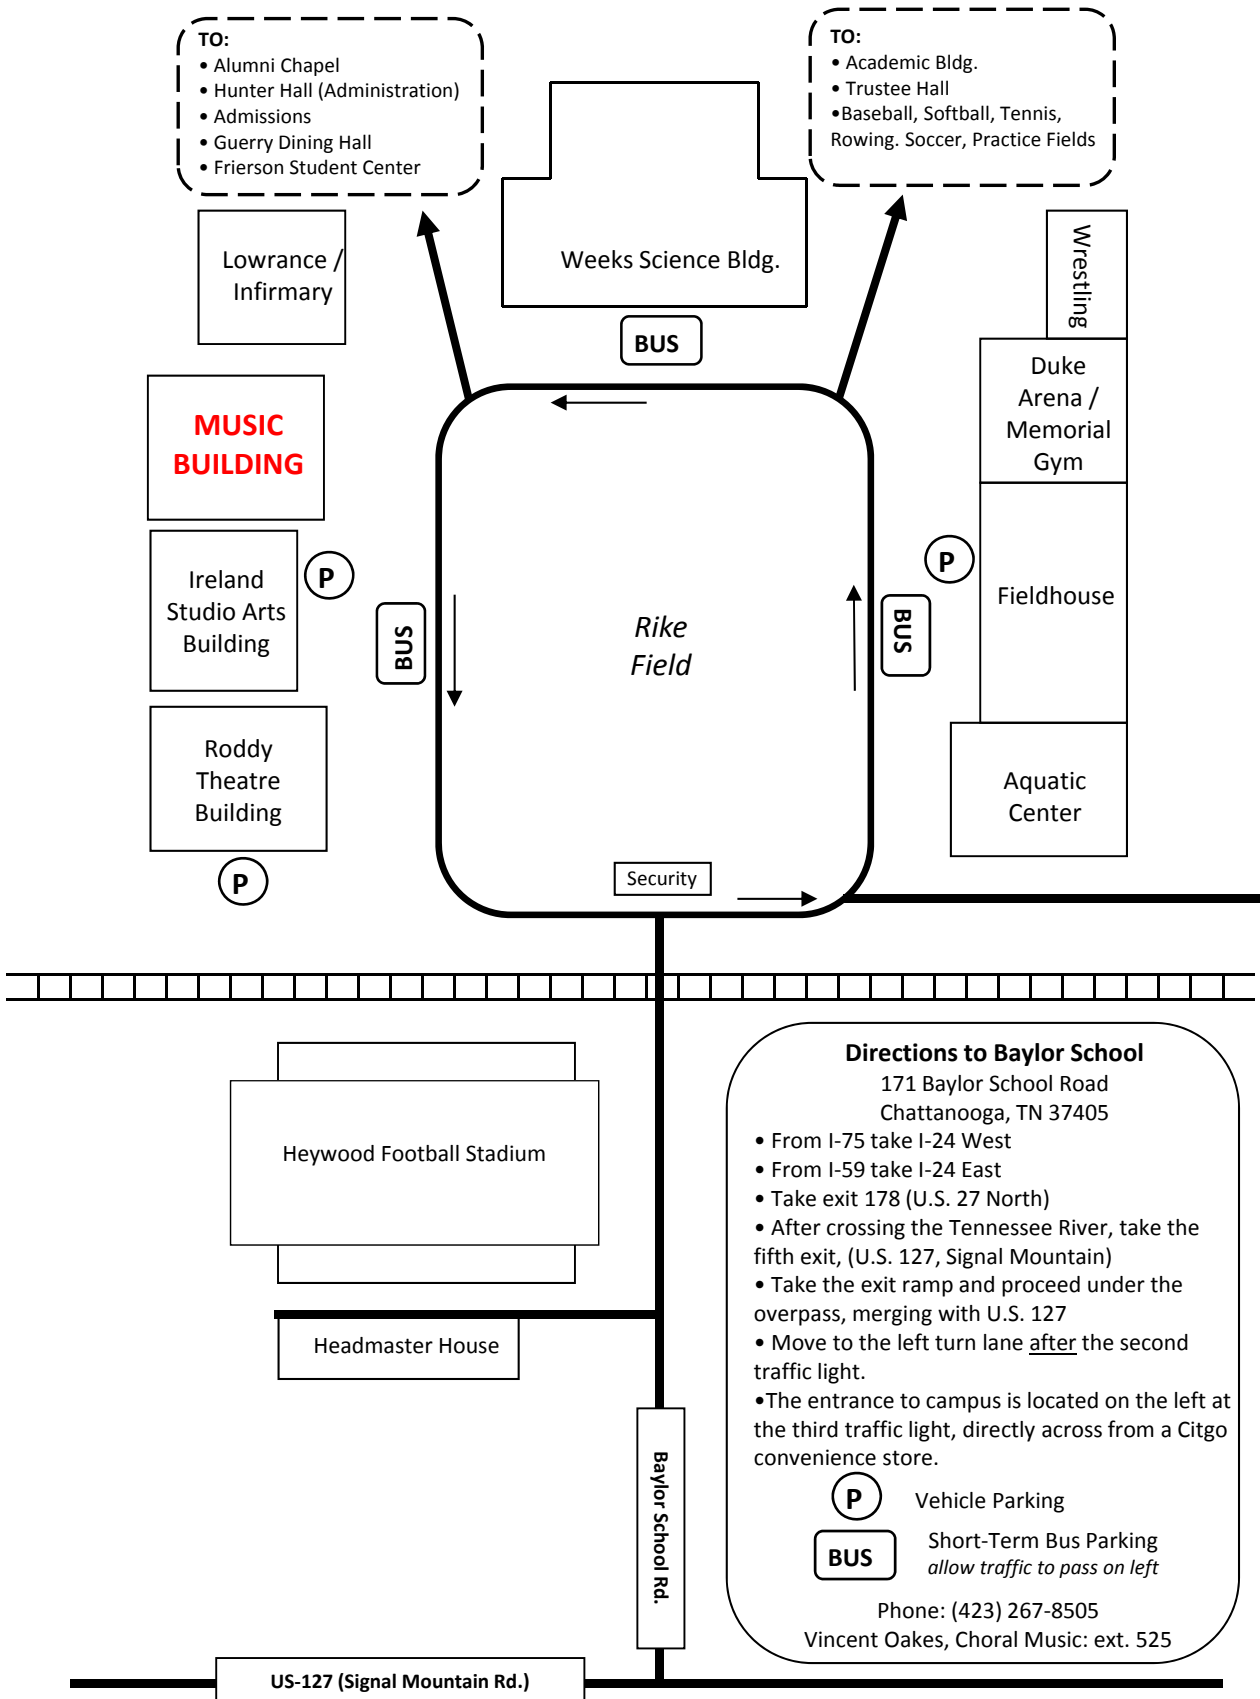 TO:
• Alumni Chapel
• Hunter Hall (Administration)
• Admissions
• Guerry Dining Hall
• Frierson Student Center
TO:
• Academic Bldg.
• Trustee Hall
•Baseball, Softball, Tennis,
Rowing. Soccer, Practice Fields
Lowrance /
Infirmary
Weeks Science Bldg.
Wrestling
BUS
Duke
Arena /
Memorial
Gym
MUSIC
BUILDING
Ireland
Studio Arts
Building
P
BUS
Rike
Field
BUS
P
Fieldhouse
Roddy
Theatre
Building
P
Aquatic
Center
Security
Heywood Football Stadium
Headmaster House
Baylor School Rd.
US-127 (Signal Mountain Rd.)
Directions to Baylor School
171 Baylor School Road
Chattanooga, TN 37405
• From I-75 take I-24 West
• From I-59 take I-24 East
• Take exit 178 (U.S. 27 North)
• After crossing the Tennessee River, take the
fifth exit, (U.S. 127, Signal Mountain)
• Take the exit ramp and proceed under the
overpass, merging with U.S. 127
• Move to the left turn lane after the second
traffic light.
•The entrance to campus is located on the left at
the third traffic light, directly across from a Citgo
convenience store.
P Vehicle Parking
BUS Short-Term Bus Parking
allow traffic to pass on left
Phone: (423) 267-8505
Vincent Oakes, Choral Music: ext. 525